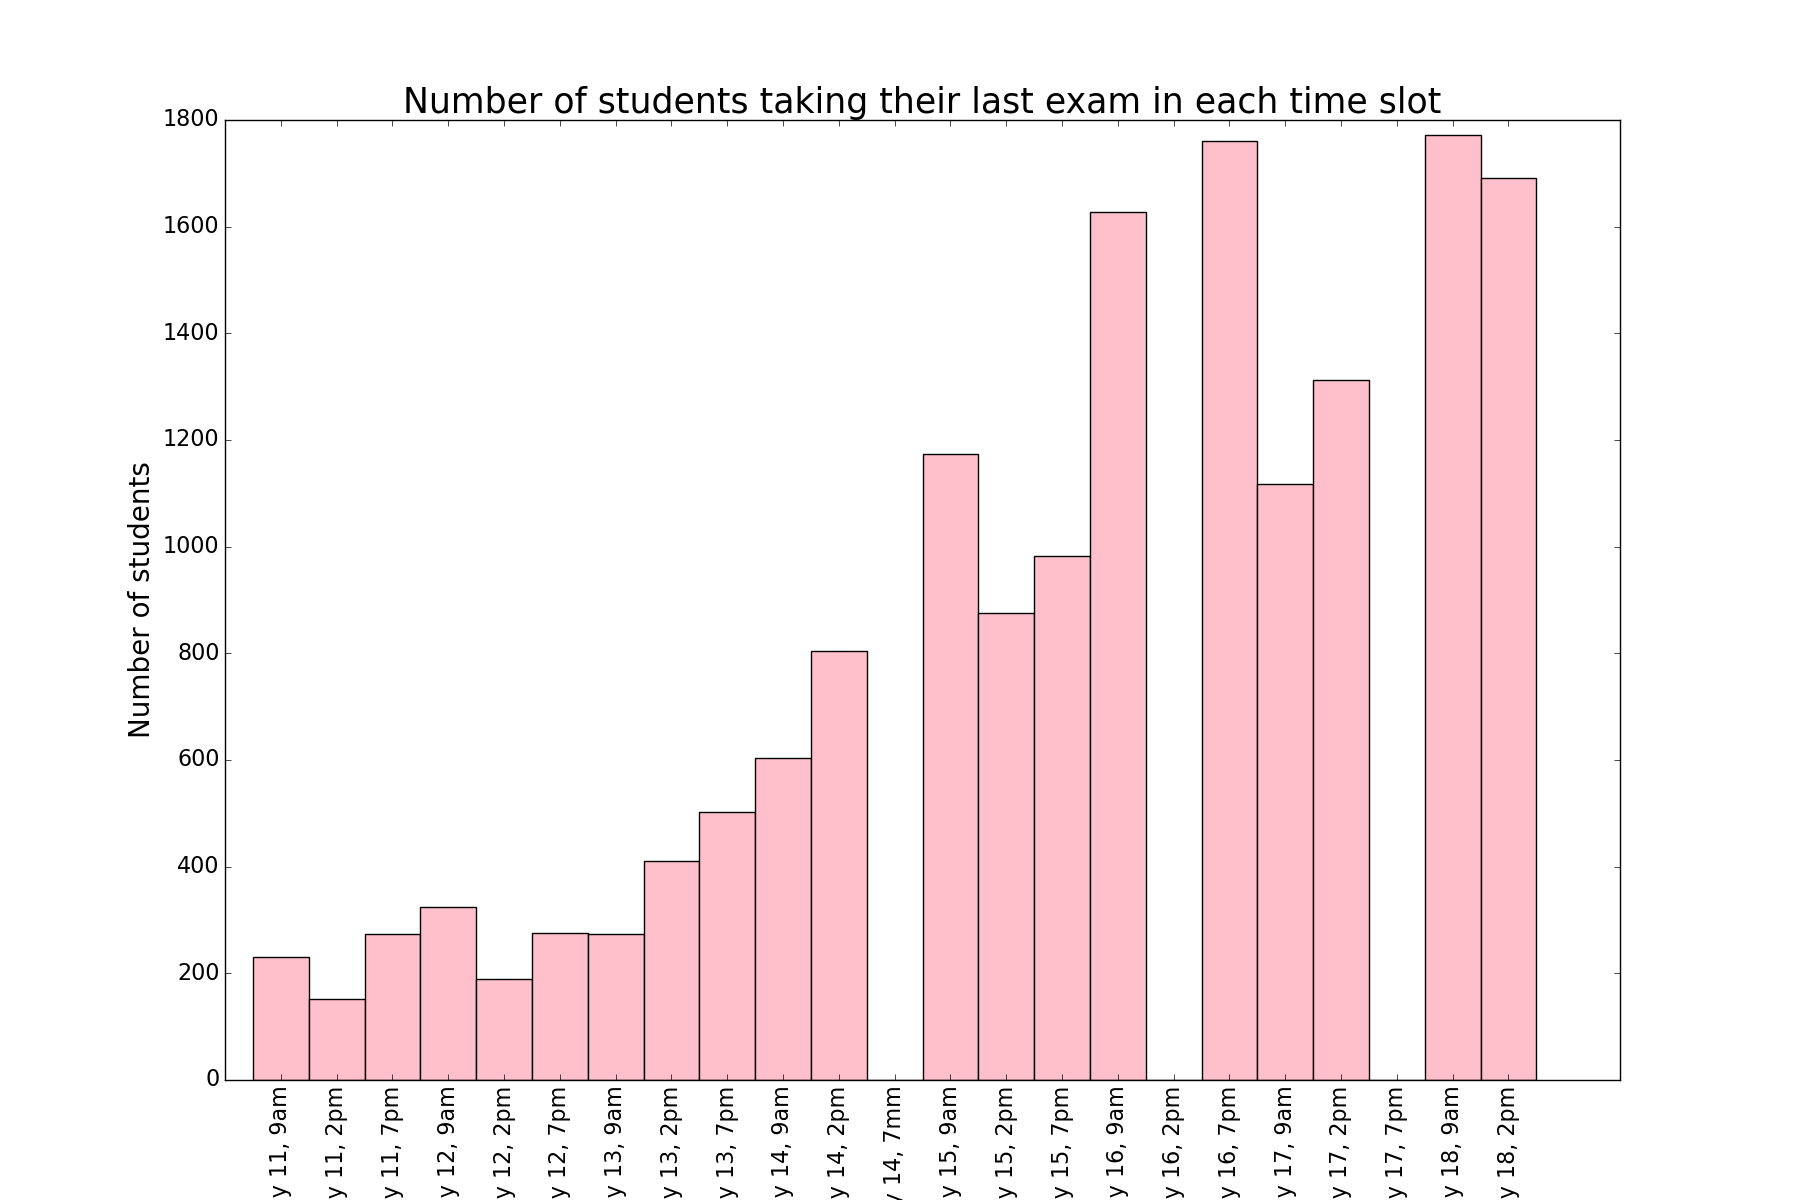 Number of students taking their last exam in each time slot
Number of students
1800
1600
1400
1200
1000
800
600
400
200
0
y 11, 9am
y 11, 2pm
y 11, 7pm
y 12, 9am
y 12, 2pm
y 12, 7pm
y 13, 9am
y 13, 2pm
y 13, 7pm
y 14, 9am
y 14, 2pm
y 14, 7mm
y 15, 9am
y 15, 2pm
y 15, 7pm
y 16, 9am
y 16, 2pm
y 16, 7pm
y 17, 9am
y 17, 2pm
y 17, 7pm
y 18, 9am
y 18, 2pm